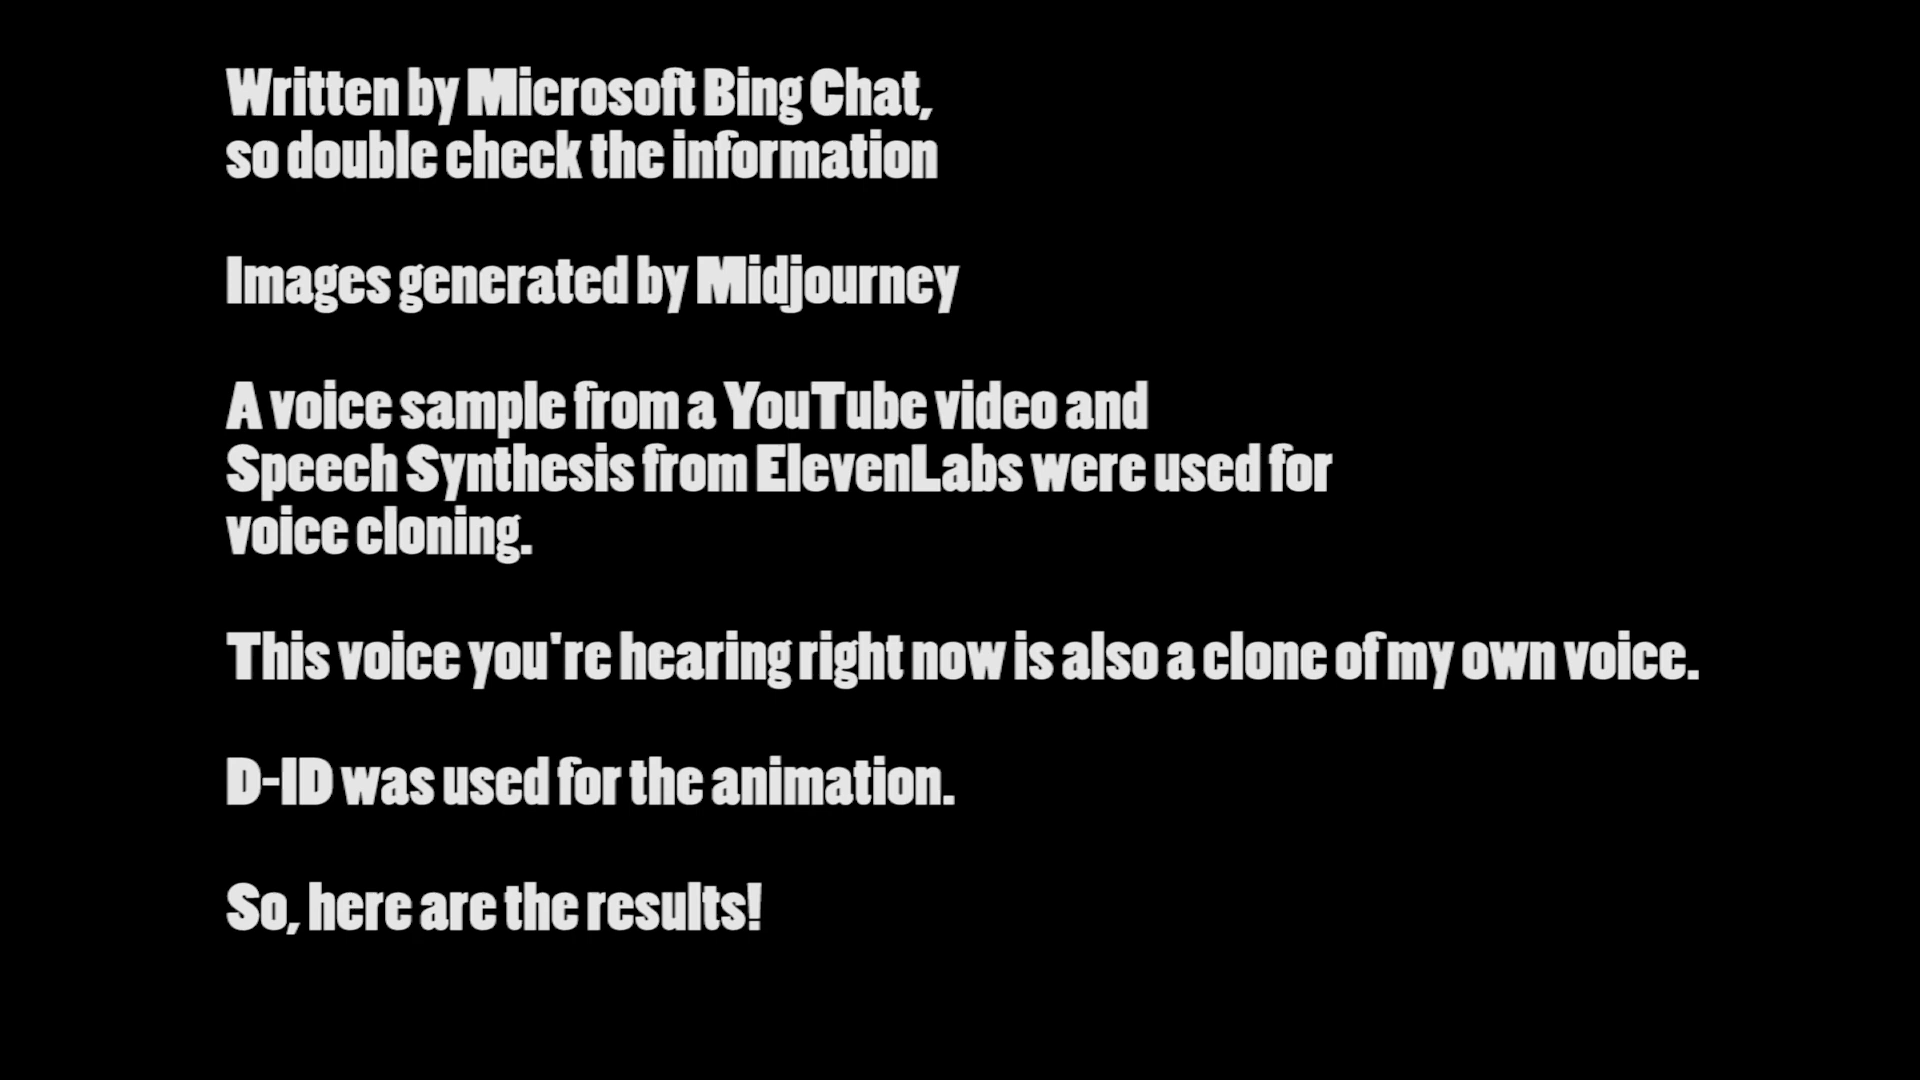 Written by Microsoft Bing Chat,
so double check the information
Images generated by Midjourney
A voice sample from a YouTube video and
Speech Synthesis from ElevenLabs were used for
voice cloning.
This voice you're hearing right now is also a clone of my own voice.
D-ID was used for the animation.
So, here are the results!